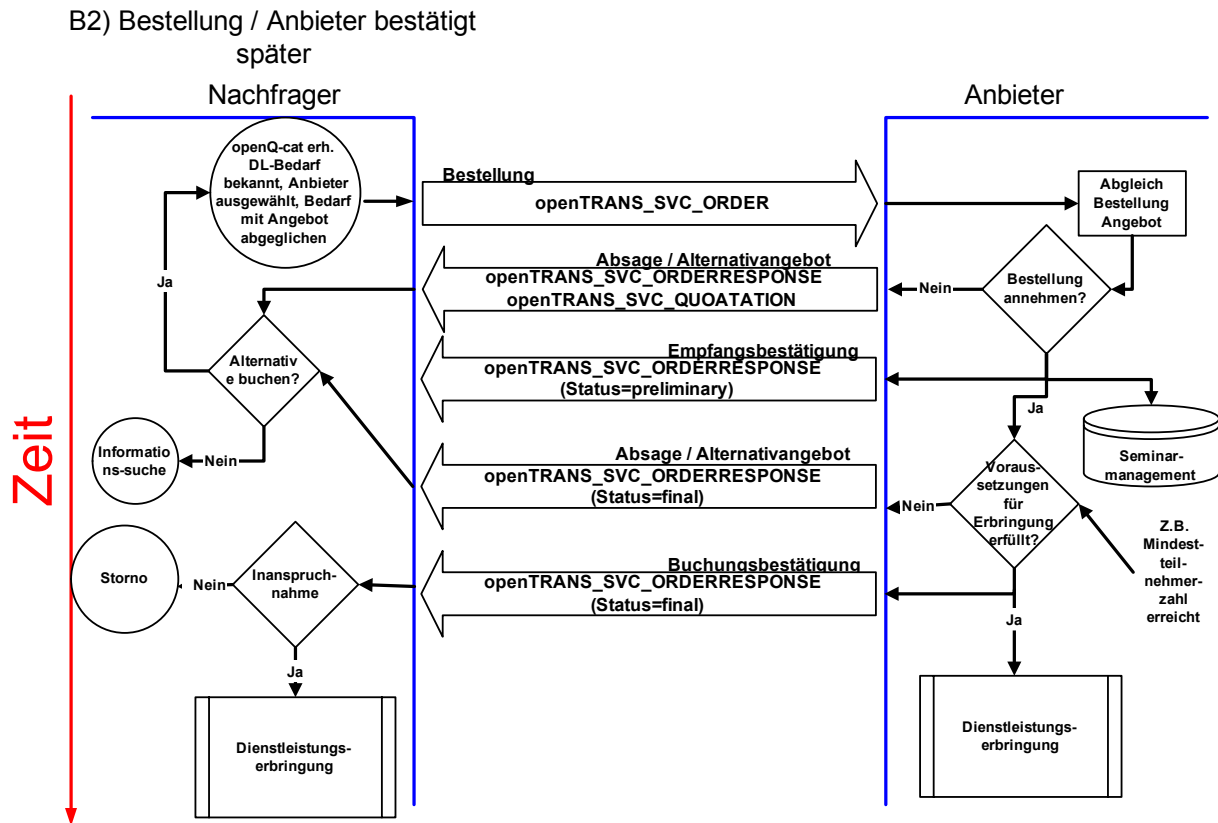 B2) Bestellung / Anbieter bestätigt
später
Nachfrager
Anbieter
openQ-cat erh.
DL-Bedarf
bekannt, Anbieter
ausgewählt, Bedarf
mit Angebot
abgeglichen
Bestellung
openTRANS_SVC_ORDER
Abgleich
Bestellung
Angebot
Absage / Alternativangebot
openTRANS_SVC_ORDERRESPONSE
openTRANS_SVC_QUOATATION
Nein
Bestellung
annehmen?
Ja
Alternativ
e buchen?
Empfangsbestätigung
openTRANS_SVC_ORDERRESPONSE
(Status=preliminary)
Ja
Seminar-
management
Zeit
Informatio
ns-suche
Nein
Absage / Alternativangebot
openTRANS_SVC_ORDERRESPONSE
(Status=final)
Nein
Voraus-
setzungen
für
Erbringung
erfüllt?
Z.B.
Mindest-
teil-
nehmer-
zahl
erreicht
Storno
Nein
Inanspruch-
nahme
Buchungsbestätigung
openTRANS_SVC_ORDERRESPONSE
(Status=final)
Ja
Ja
Dienstleistungs-
erbringung
Dienstleistungs-
erbringung